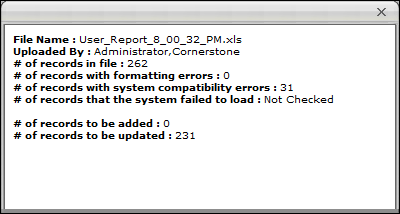 File Name : User_Report_8_00_32_PM.xls
Uploaded By : Administrator,Cornerstone
# of records in file : 262
# of records with formatting errors : 0
# of records with system compatibility errors : 31
# of records that the system failed to load : Not Checked
# of records to be added : 0
# of records to be updated : 231